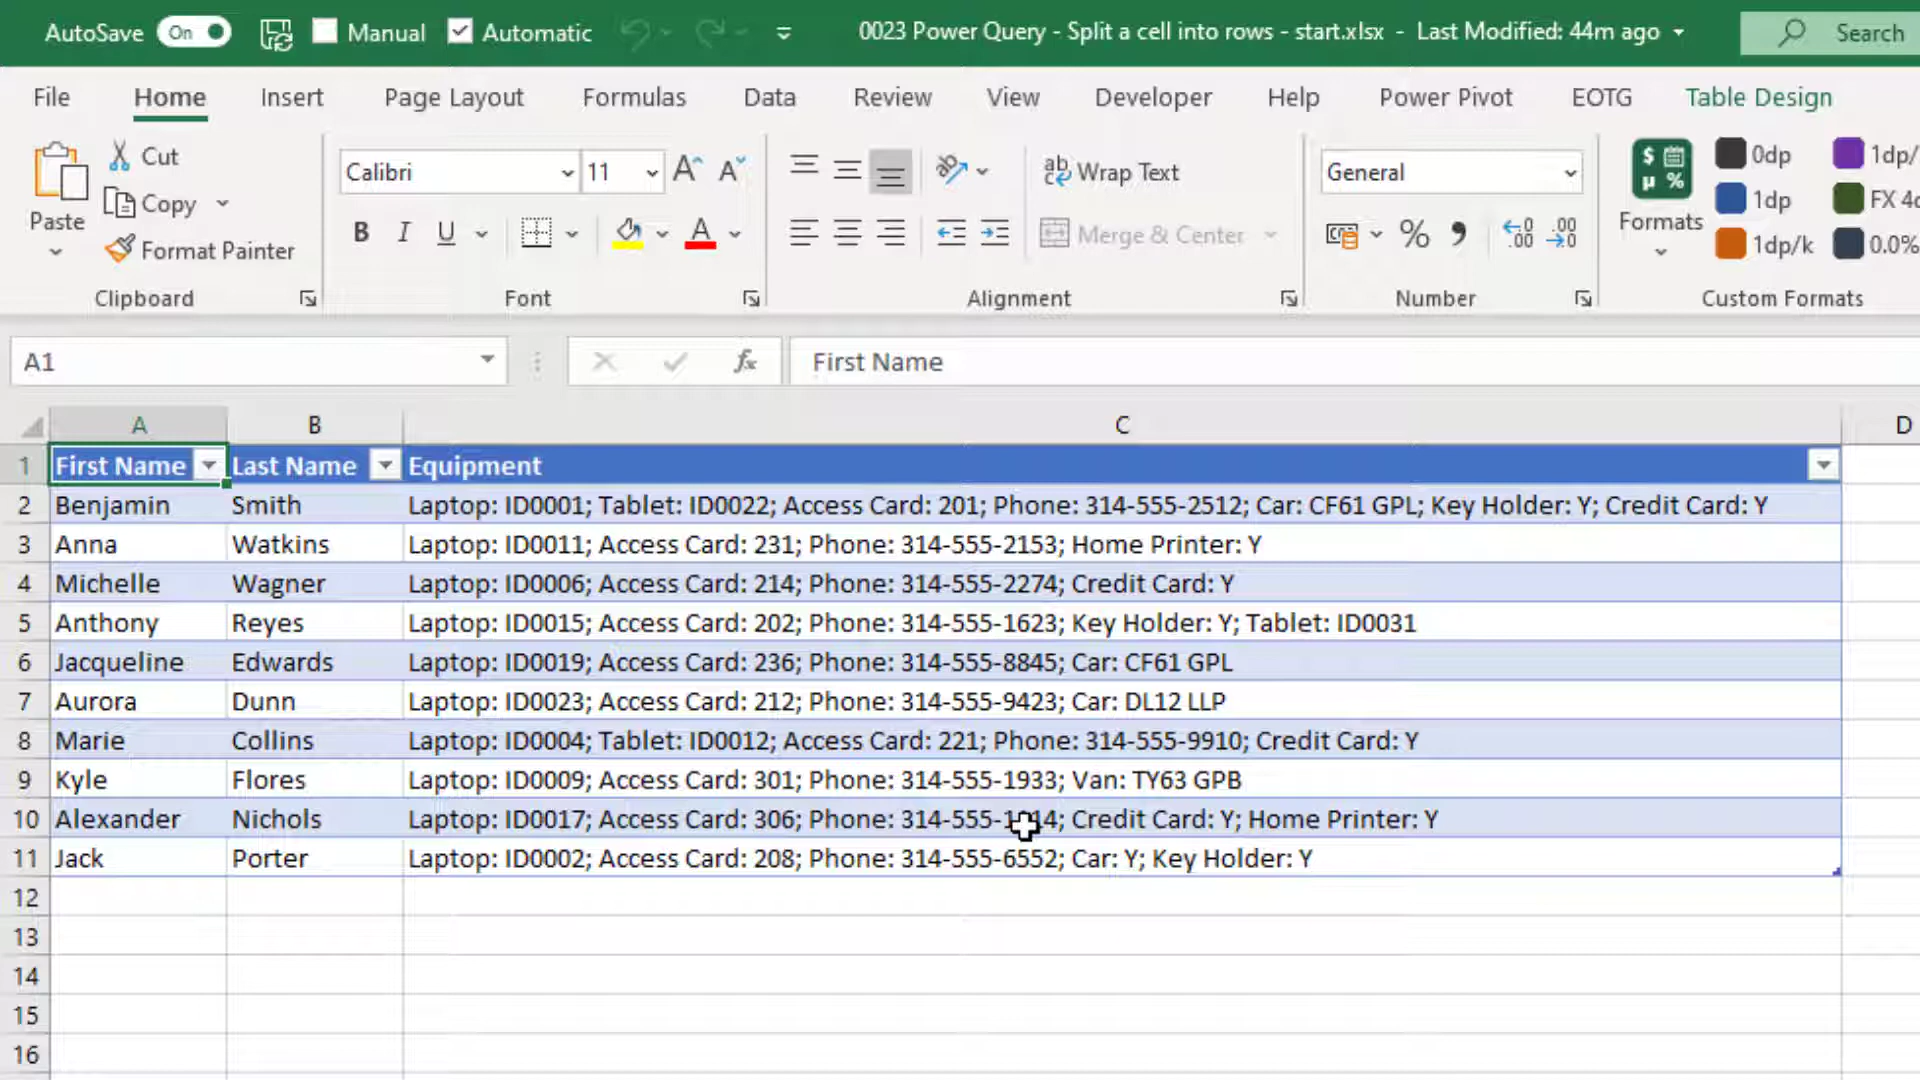 AutoSave On Manual Automatic 0023 Power Query - Split a cell into rows - start.xlsx - Last Modified: 44m ago Search
File Home Insert Page Layout Formulas Data Review View Developer Help Power Pivot EOTG Table Design
Cut
Copy
Format Painter
Paste
Clipboard
Calibri 11
B I U
Font
Wrap Text
Merge & Center
Alignment
General
Number
Formats
0dp 1dp/
1dp FX 4d
1dp/k 0.0%
Custom Formats
A1 fx First Name
A B C D
1 First Name Last Name Equipment
2 Benjamin Smith Laptop: ID0001; Tablet: ID0022; Access Card: 201; Phone: 314-555-2512; Car: CF61 GPL; Key Holder: Y; Credit Card: Y
3 Anna Watkins Laptop: ID0011; Access Card: 231; Phone: 314-555-2153; Home Printer: Y
4 Michelle Wagner Laptop: ID0006; Access Card: 214; Phone: 314-555-2274; Credit Card: Y
5 Anthony Reyes Laptop: ID0015; Access Card: 202; Phone: 314-555-1623; Key Holder: Y; Tablet: ID0031
6 Jacqueline Edwards Laptop: ID0019; Access Card: 236; Phone: 314-555-8845; Car: CF61 GPL
7 Aurora Dunn Laptop: ID0023; Access Card: 212; Phone: 314-555-9423; Car: DL12 LLP
8 Marie Collins Laptop: ID0004; Tablet: ID0012; Access Card: 221; Phone: 314-555-9910; Credit Card: Y
9 Kyle Flores Laptop: ID0009; Access Card: 301; Phone: 314-555-1933; Van: TY63 GPB
10 Alexander Nichols Laptop: ID0017; Access Card: 306; Phone: Credit Card: Y; Home Printer: Y
11 Jack Porter Laptop: ID0002; Access Card: 208; Phone: 314-555-6552; Car: Y; Key Holder: Y
12
13
14
15
16